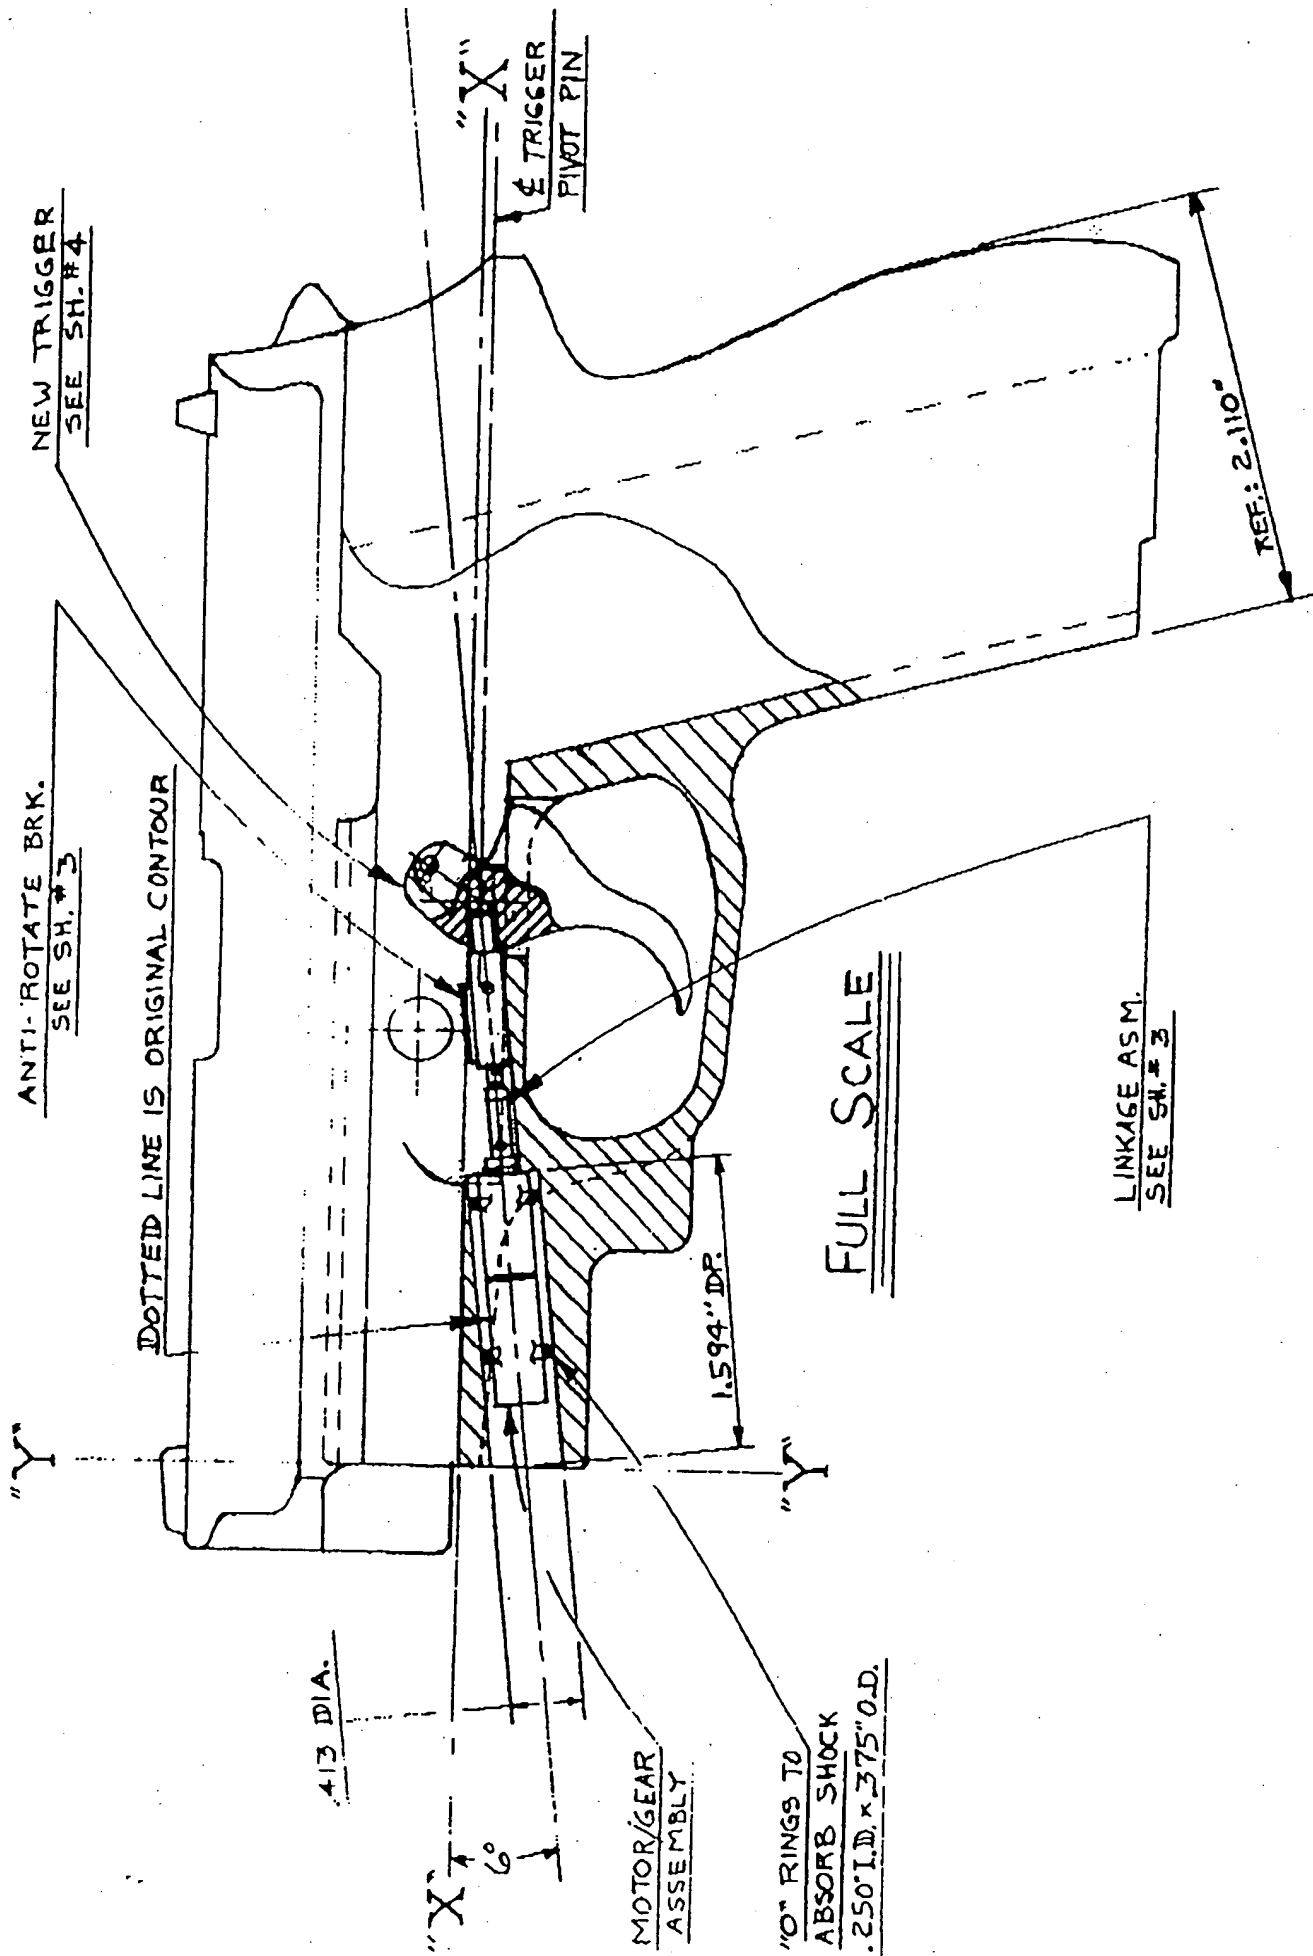 NEW TRIGGER
SEE SH.#4
ANTI-ROTATE BRK.
SEE SH.#3
DOTTED LINE IS ORIGINAL CONTOUR
"Y"
"X"
℄ TRIGGER
PIVOT PIN
.413 DIA.
"X"
6°
MOTOR/GEAR
ASSEMBLY
"O" RINGS TO
ABSORB SHOCK
.250"I.D. x .375"O.D.
"Y"
1.594" DP.
FULL SCALE
LINKAGE ASM.
SEE SH.#3
REF.: 2.110"